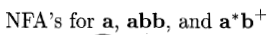 NFA's for a, abb, and a*b+